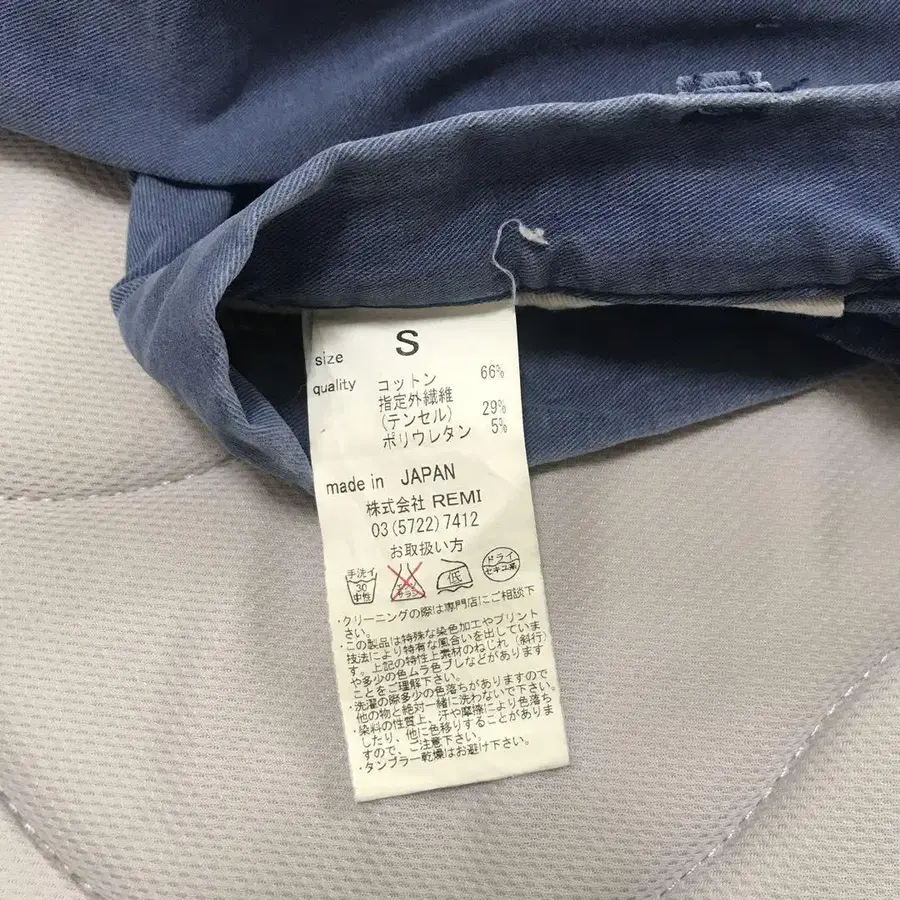 size S
quality コットン 66%
指定外繊維
(テンセル) 29%
ポリウレタン 5%
made in JAPAN
株式会社 REMI
03(5722)7412
お取扱い方
手洗イ
30
中性
エンソ
サラシ
低
ドライ
セキユ系
・クリーニングの際は専門店にご相談下
さい。
・この製品は特殊な染色加工やプリント
技法により特有な風合いを出していま
す。上記の特性上素材のねじれ(斜行)
や多少の色ムラ色ブレなどがあります
ことをご理解下さい。
・洗濯の際多少の色落ちがありますので
他の物と絶対一緒に洗わないで下さい。
・染料の性質上、汗や摩擦により色落ち
したり、他に色移りすることがありま
すので、ご注意下さい。
・タンブラー乾燥はお避け下さい。